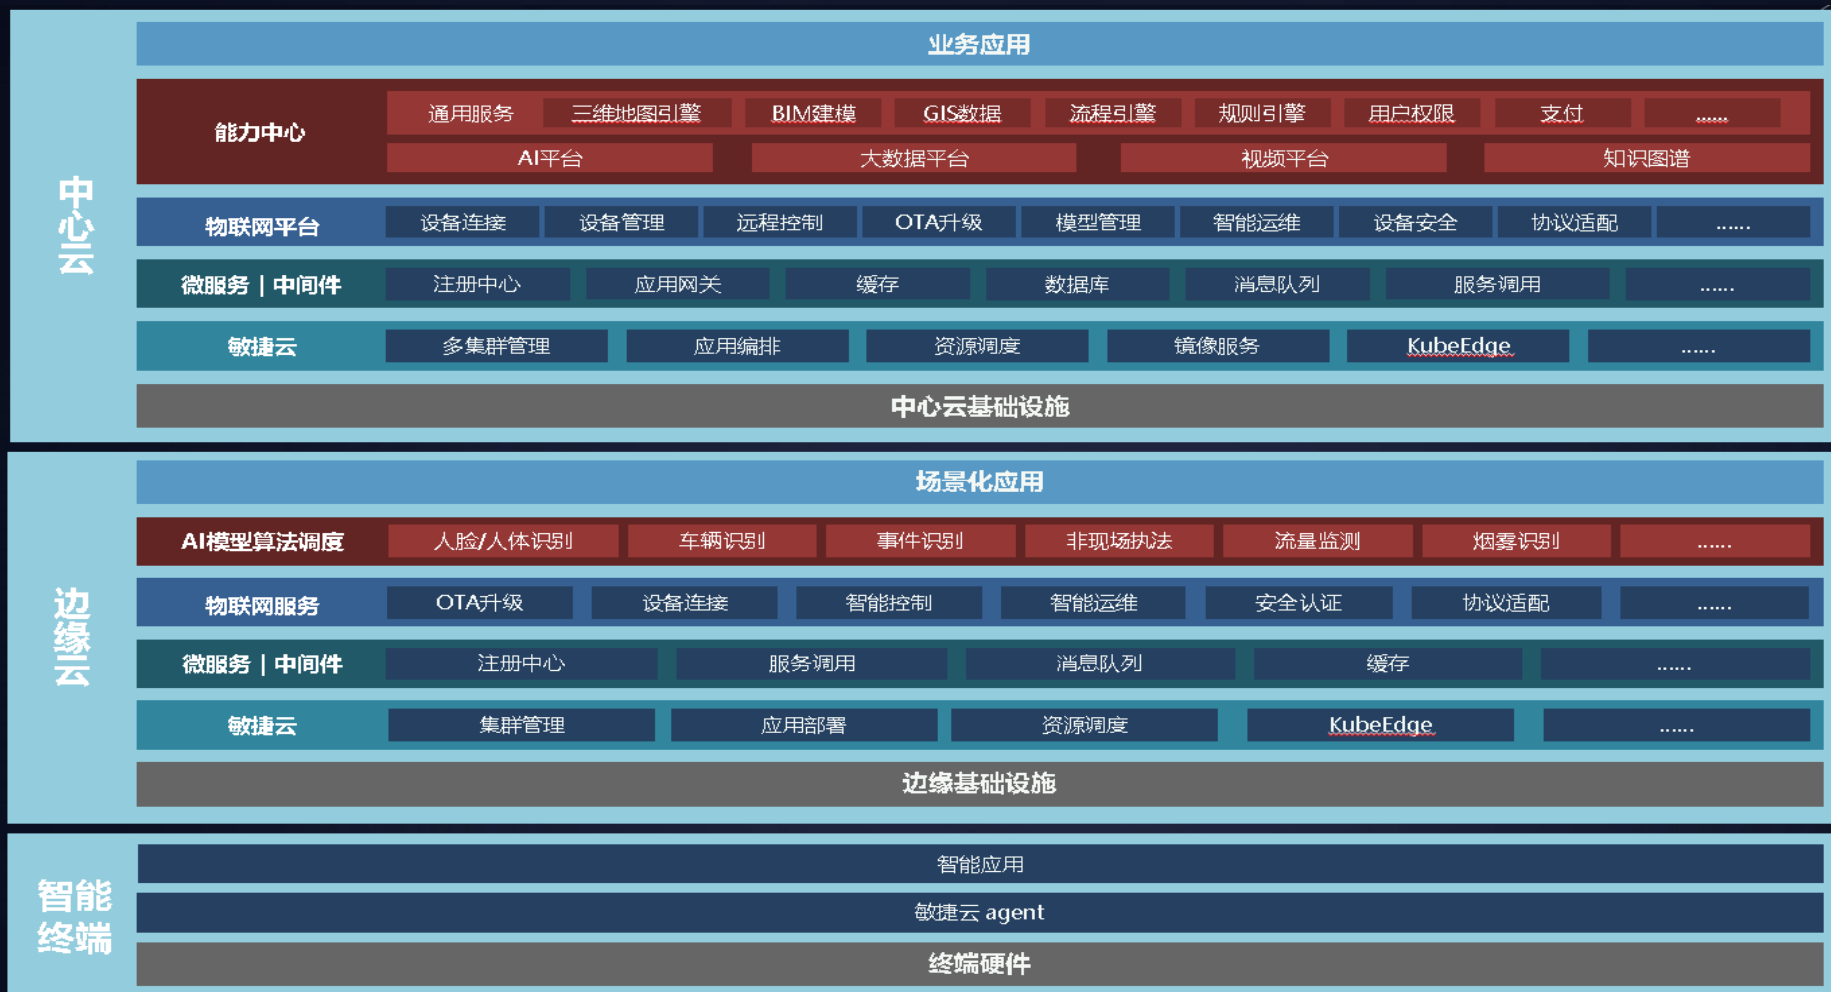 中心云
业务应用
能力中心
通用服务 三维地图引擎 BIM建模 GIS数据 流程引擎 规则引擎 用户权限 支付 ......
AI平台 大数据平台 视频平台 知识图谱
物联网平台 设备连接 设备管理 远程控制 OTA升级 模型管理 智能运维 设备安全 协议适配 ......
微服务 | 中间件 注册中心 应用网关 缓存 数据库 消息队列 服务调用 ......
敏捷云 多集群管理 应用编排 资源调度 镜像服务 KubeEdge ......
中心云基础设施
边缘云
场景化应用
AI模型算法调度 人脸/人体识别 车辆识别 事件识别 非现场执法 流量监测 烟雾识别 ......
物联网服务 OTA升级 设备连接 智能控制 智能运维 安全认证 协议适配 ......
微服务 | 中间件 注册中心 服务调用 消息队列 缓存 ......
敏捷云 集群管理 应用部署 资源调度 KubeEdge ......
边缘基础设施
智能
终端
智能应用
敏捷云 agent
终端硬件